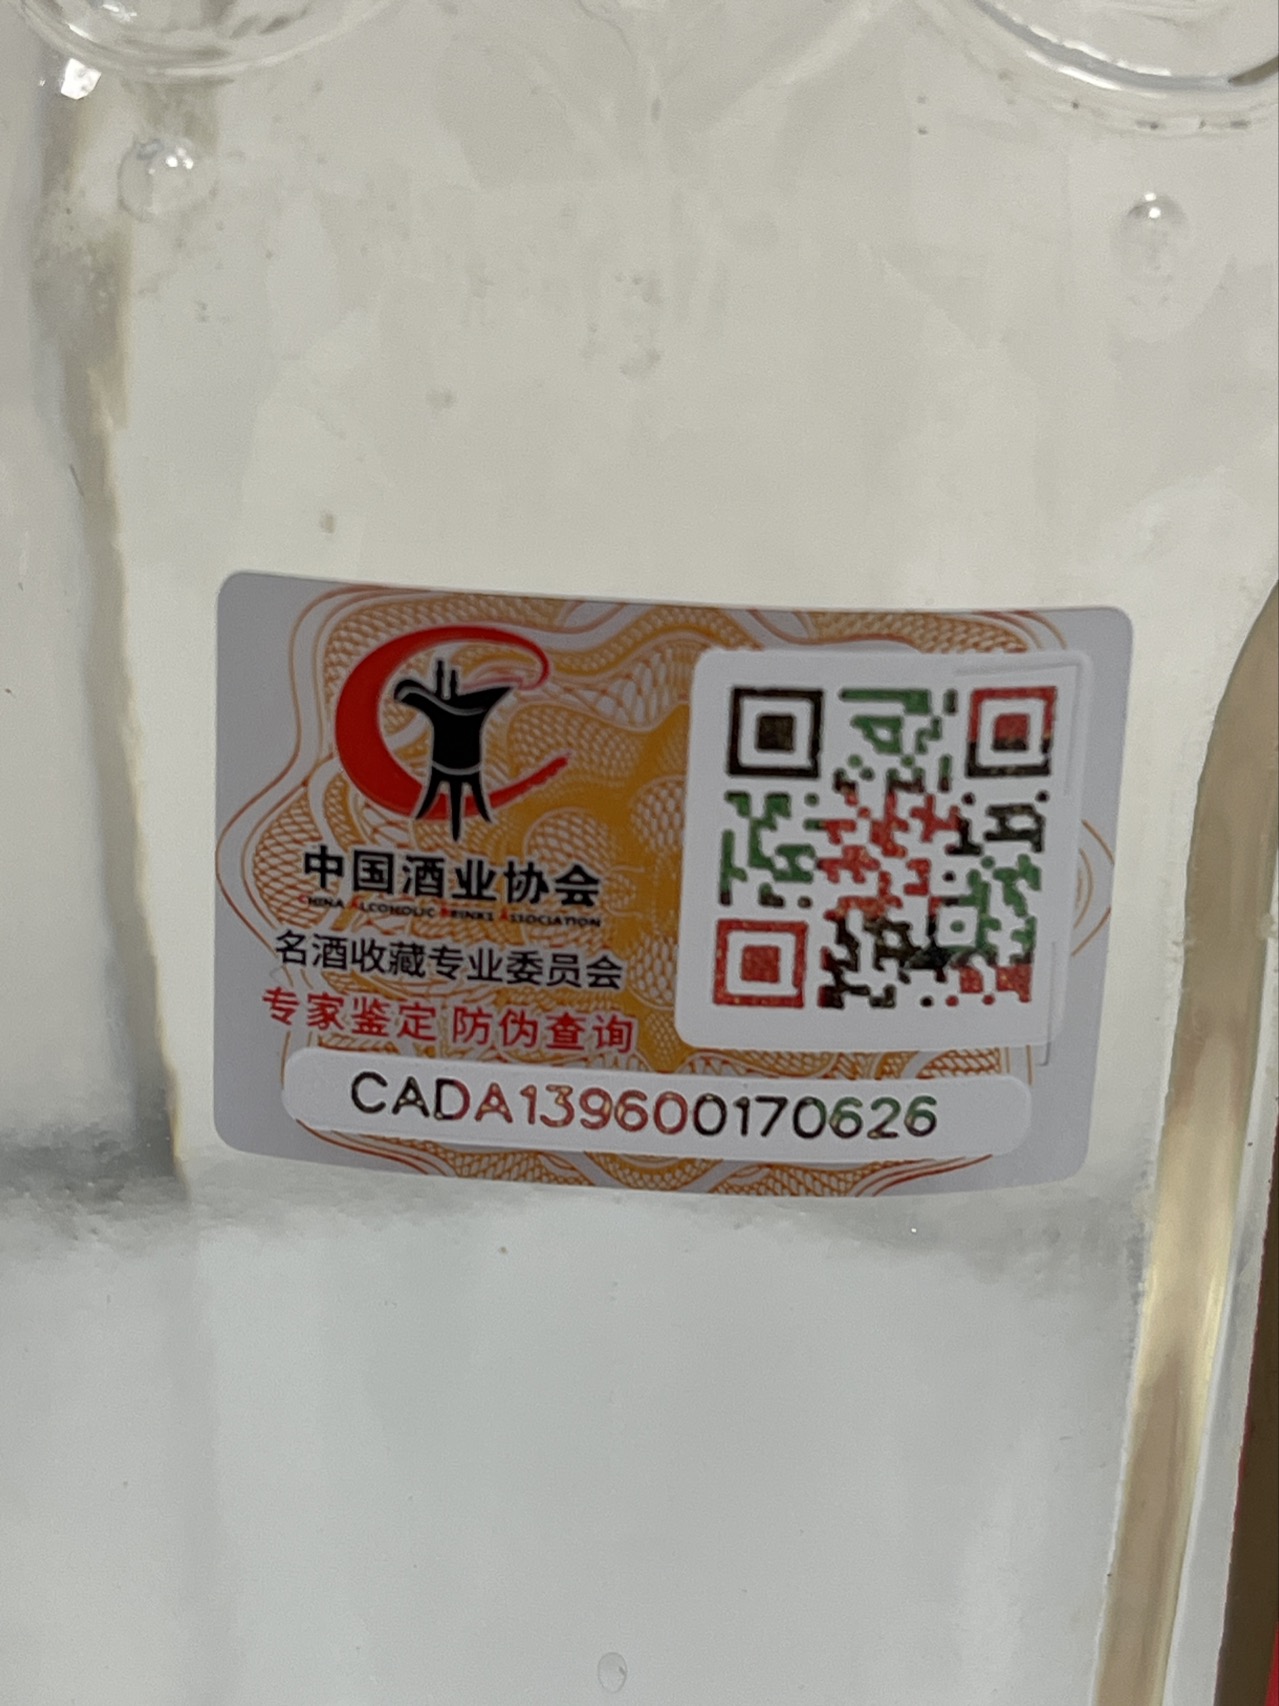 中国酒业协会
CHINA ALCOHOLIC DRINKS ASSOCIATION
名酒收藏专业委员会
专家鉴定 防伪查询
CADA139600170626